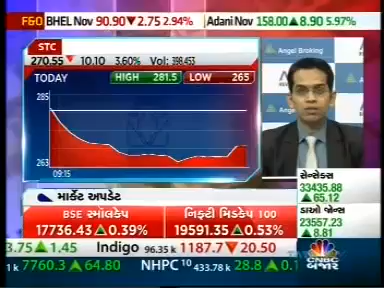 F&O BHEL Nov 90.90▼2.75 2.94% Adani Nov 158.00▲8.90 5.97%
STC
270.55 ▼ 10.10 3.60% Vol: 398,453
TODAY HIGH 281.5 LOW 265
285
263
09:15
Angel Broking
માર્કેટ અપડેટ
BSE સ્મૉલકેપ
17736.43▲0.39%
નિફ્ટી મિડકેપ 100
19591.35▲0.53%
સેન્સેક્સ
33435.88
▲65.12
ડાઓ જોન્સ
23557.23
▲8.81
CNBC
બજાર
3.75▲1.45 Indigo 96.35 k 1187.7▼20.50
1 k 7760.3▲64.80 NHPC 10 433.78 k 28.8▲0.1